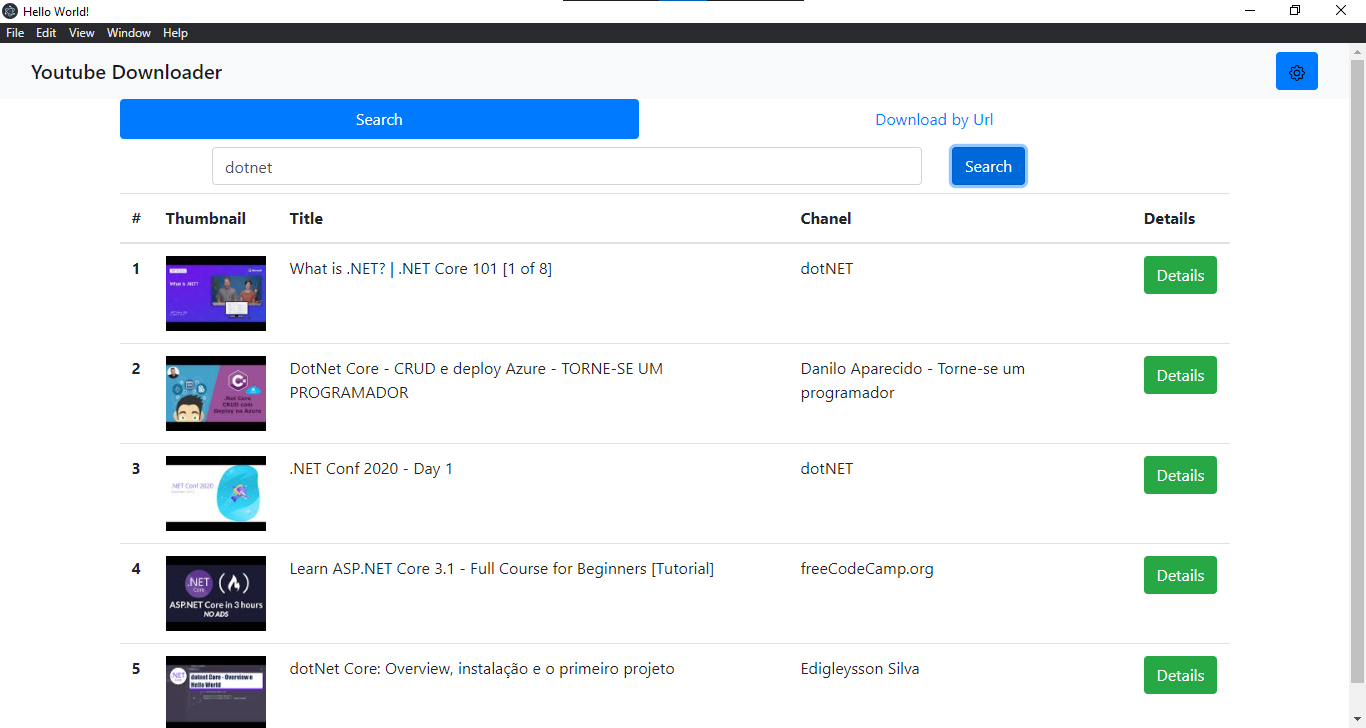 Hello World!
File Edit View Window Help
Youtube Downloader
Search Download by Url
dotnet Search
# Thumbnail Title Chanel Details
1 What is .NET? | .NET Core 101 [1 of 8] dotNET Details
What is .NET?
2 DotNet Core - CRUD e deploy Azure - TORNE-SE UM Danilo Aparecido - Torne-se um Details
PROGRAMADOR programador
.Net Core
CRUD com
Deploy na Azure
3 .NET Conf 2020 - Day 1 dotNET Details
.NET Conf 2020
4 Learn ASP.NET Core 3.1 - Full Course for Beginners [Tutorial] freeCodeCamp.org Details
.NET
Core
ASP.NET Core in 3 hours
NO ADS
5 dotNet Core: Overview, instalação e o primeiro projeto Edigleysson Silva Details
.NET
dotnet Core - Overview e
Hello World